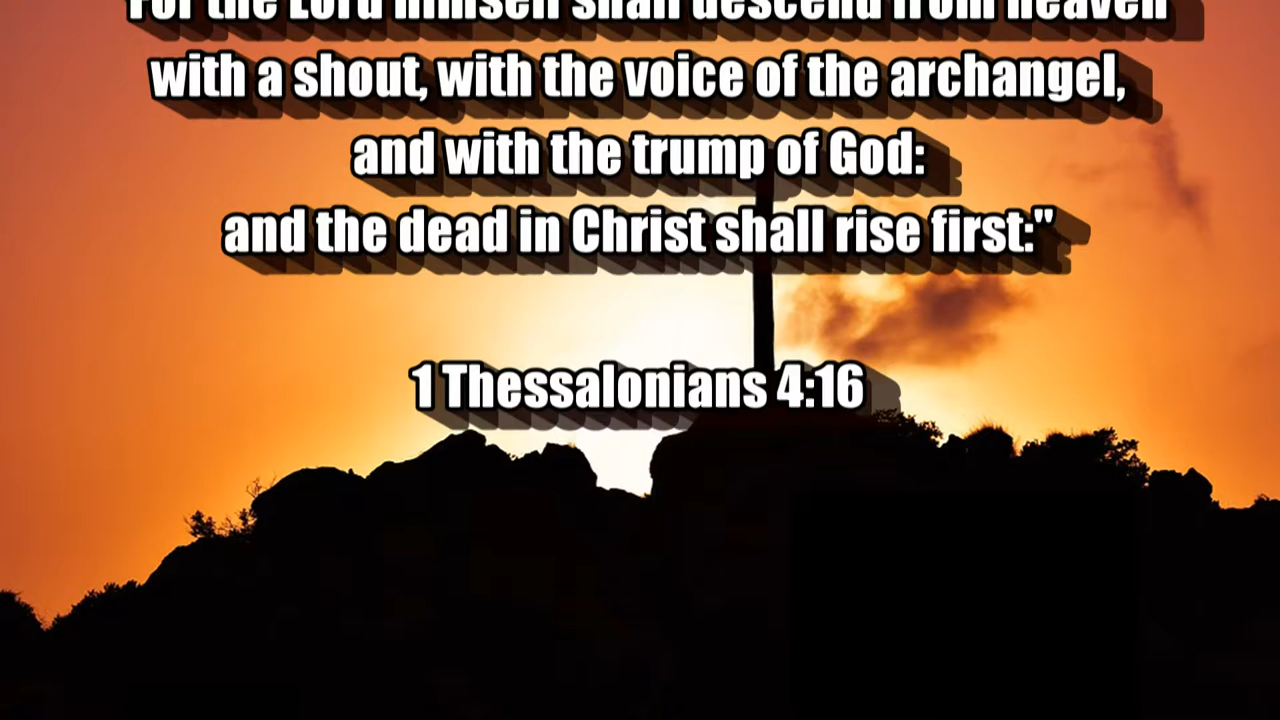 For the Lord himself shall descend from heaven
with a shout, with the voice of the archangel,
and with the trump of God:
and the dead in Christ shall rise first:"
1 Thessalonians 4:16